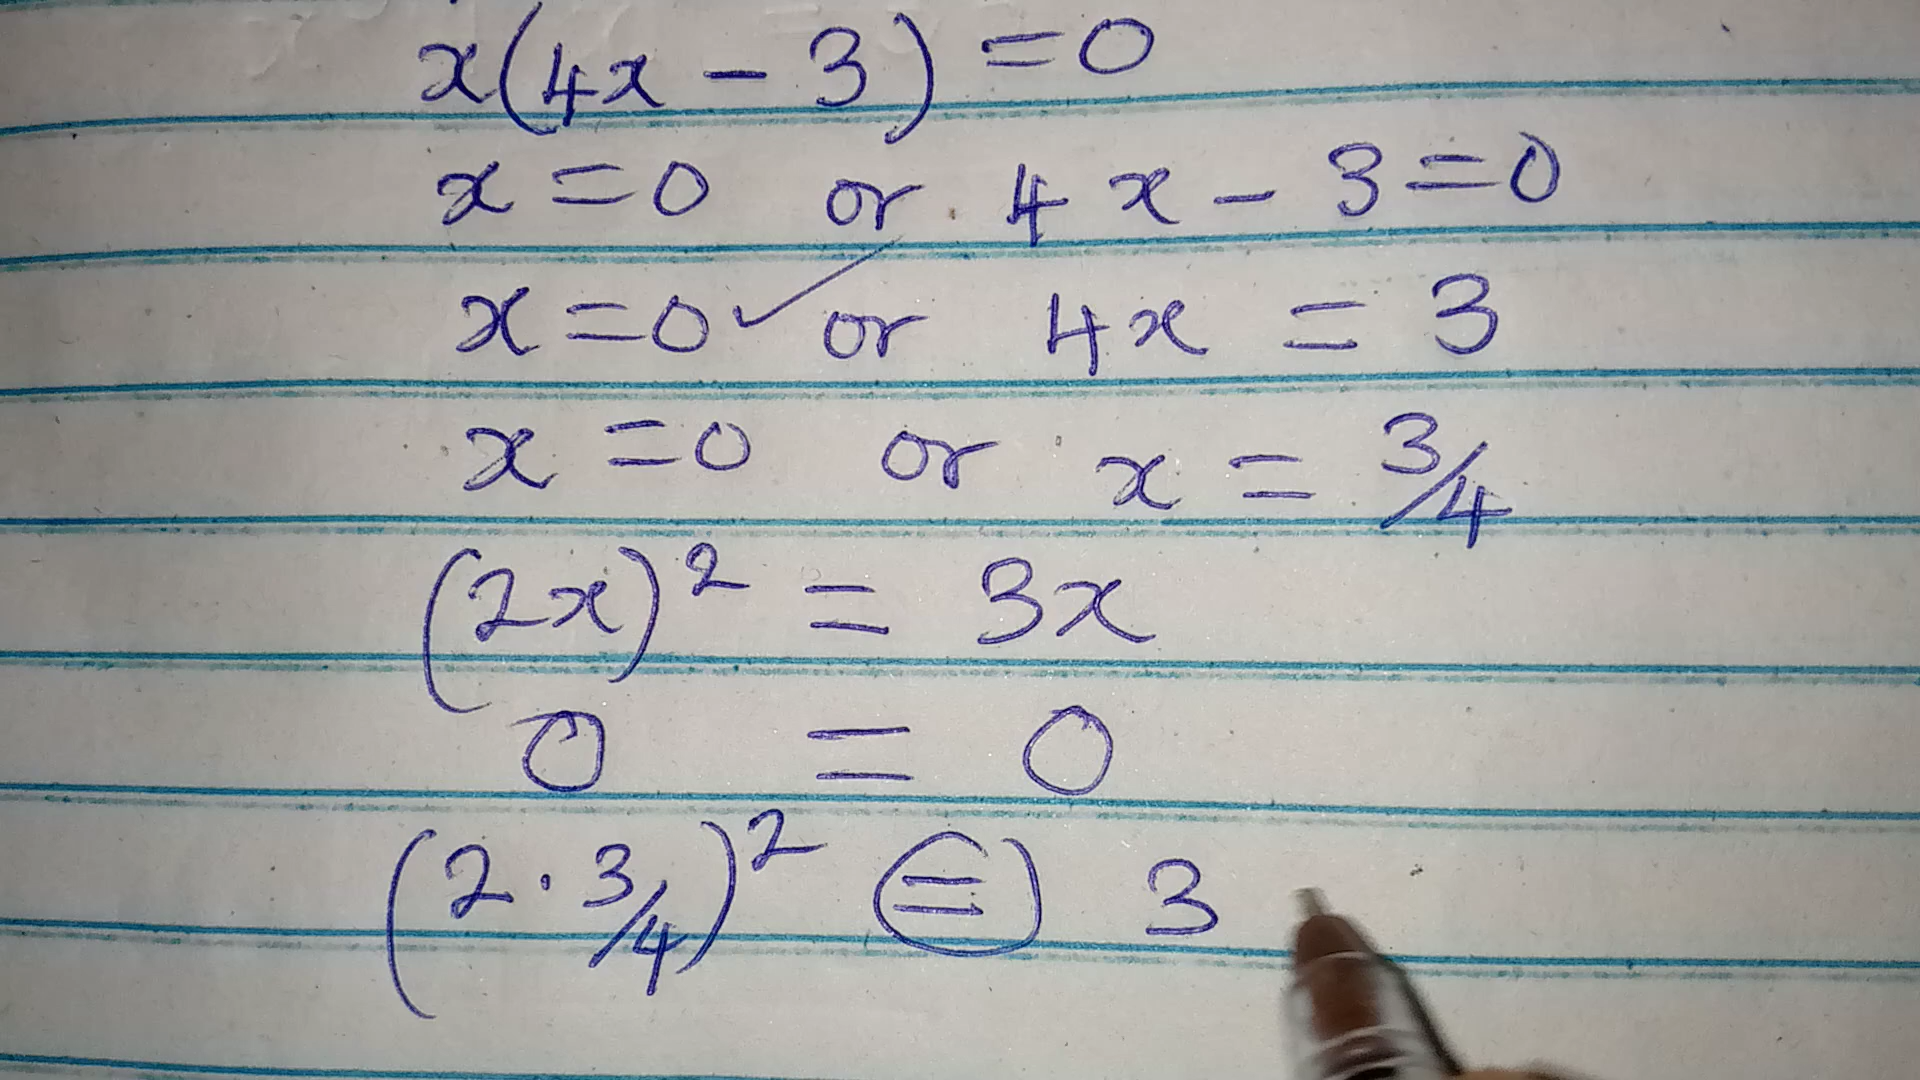 x(4x - 3) = 0
x = 0 or 4x - 3 = 0
x = 0 ✓ or 4x = 3
x = 0 or x = 3/4
(2x)² = 3x
0 = 0
(2 · 3/4)² (=) 3